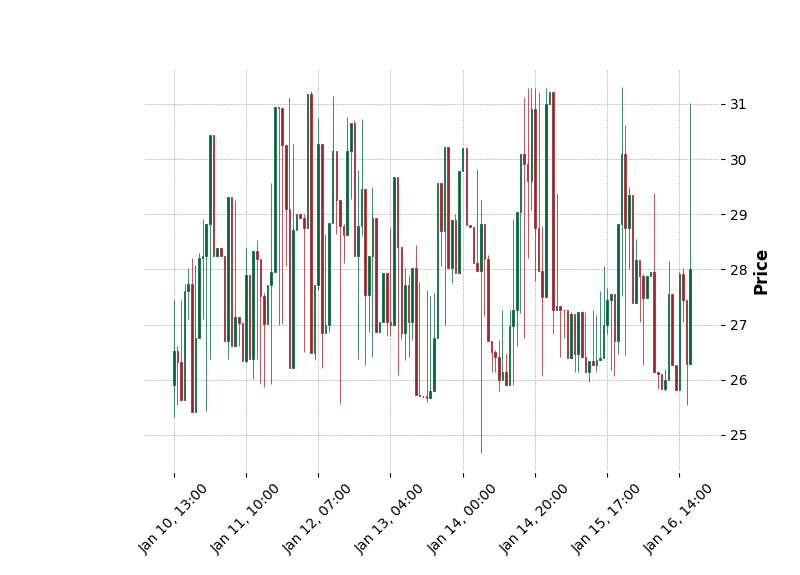 31
30
29
28
27
26
25
Price
Jan 10, 13:00
Jan 11, 10:00
Jan 12, 07:00
Jan 13, 04:00
Jan 14, 00:00
Jan 14, 20:00
Jan 15, 17:00
Jan 16, 14:00